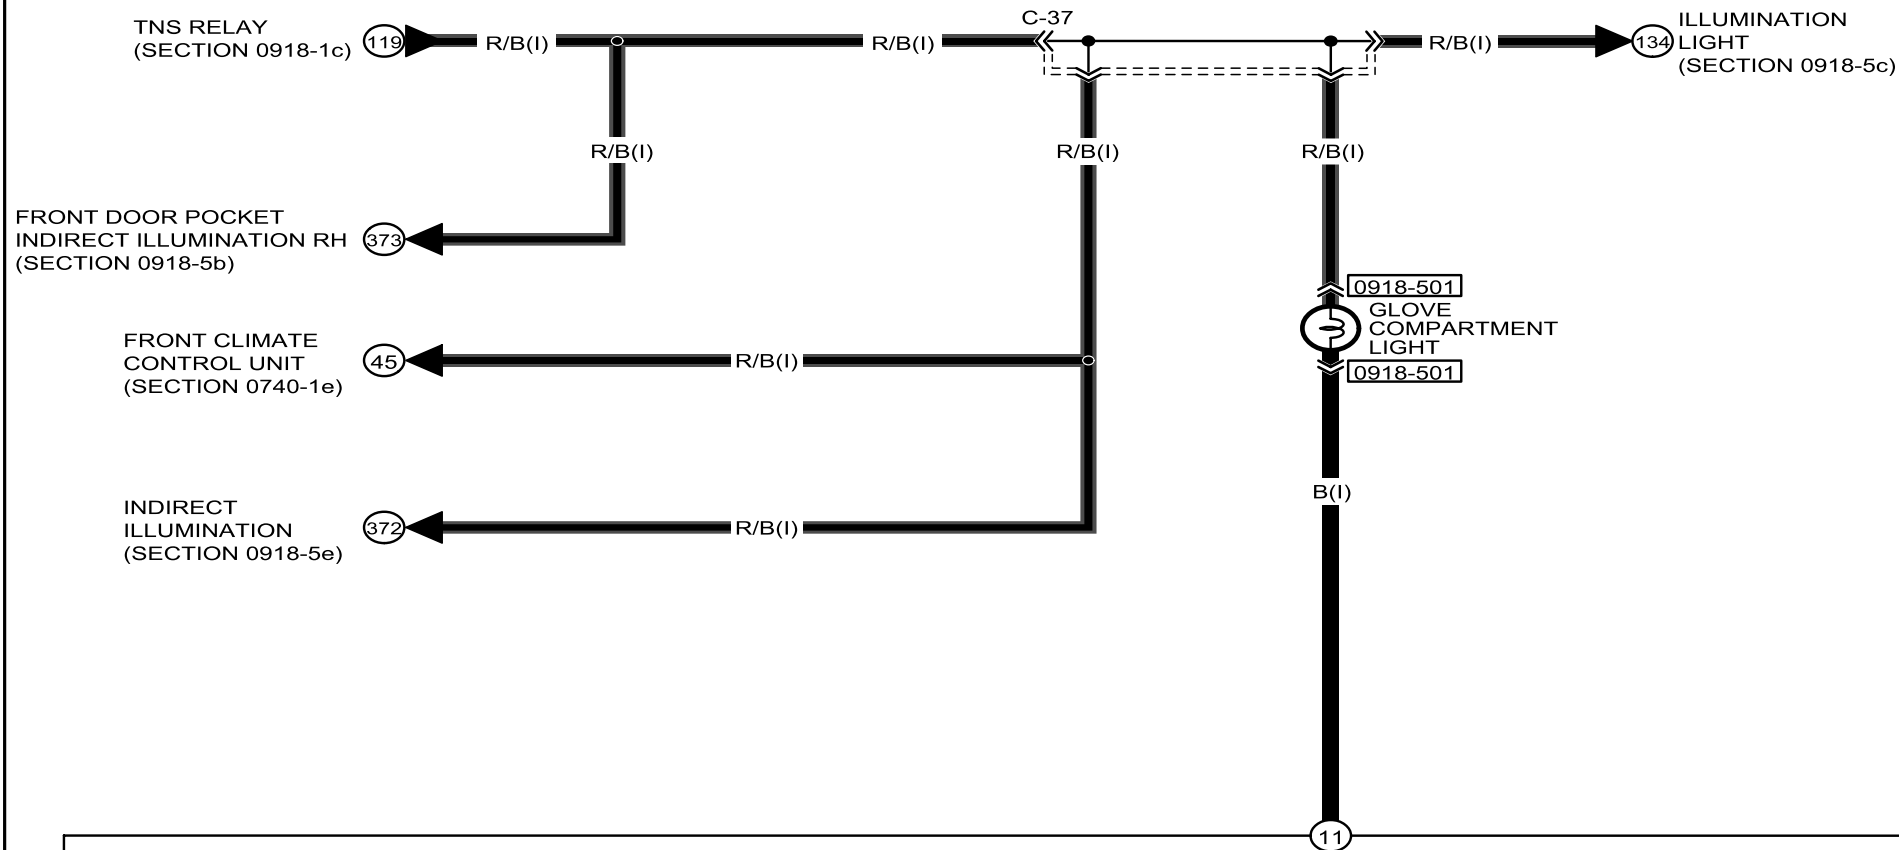 TNS RELAY
(SECTION 0918-1c)
119
R/B(I)
R/B(I)
C-37
R/B(I)
134
ILLUMINATION
LIGHT
(SECTION 0918-5c)
R/B(I)
R/B(I)
R/B(I)
FRONT DOOR POCKET
INDIRECT ILLUMINATION RH
(SECTION 0918-5b)
373
0918-501
GLOVE
COMPARTMENT
LIGHT
0918-501
FRONT CLIMATE
CONTROL UNIT
(SECTION 0740-1e)
45
R/B(I)
B(I)
INDIRECT
ILLUMINATION
(SECTION 0918-5e)
372
R/B(I)
11